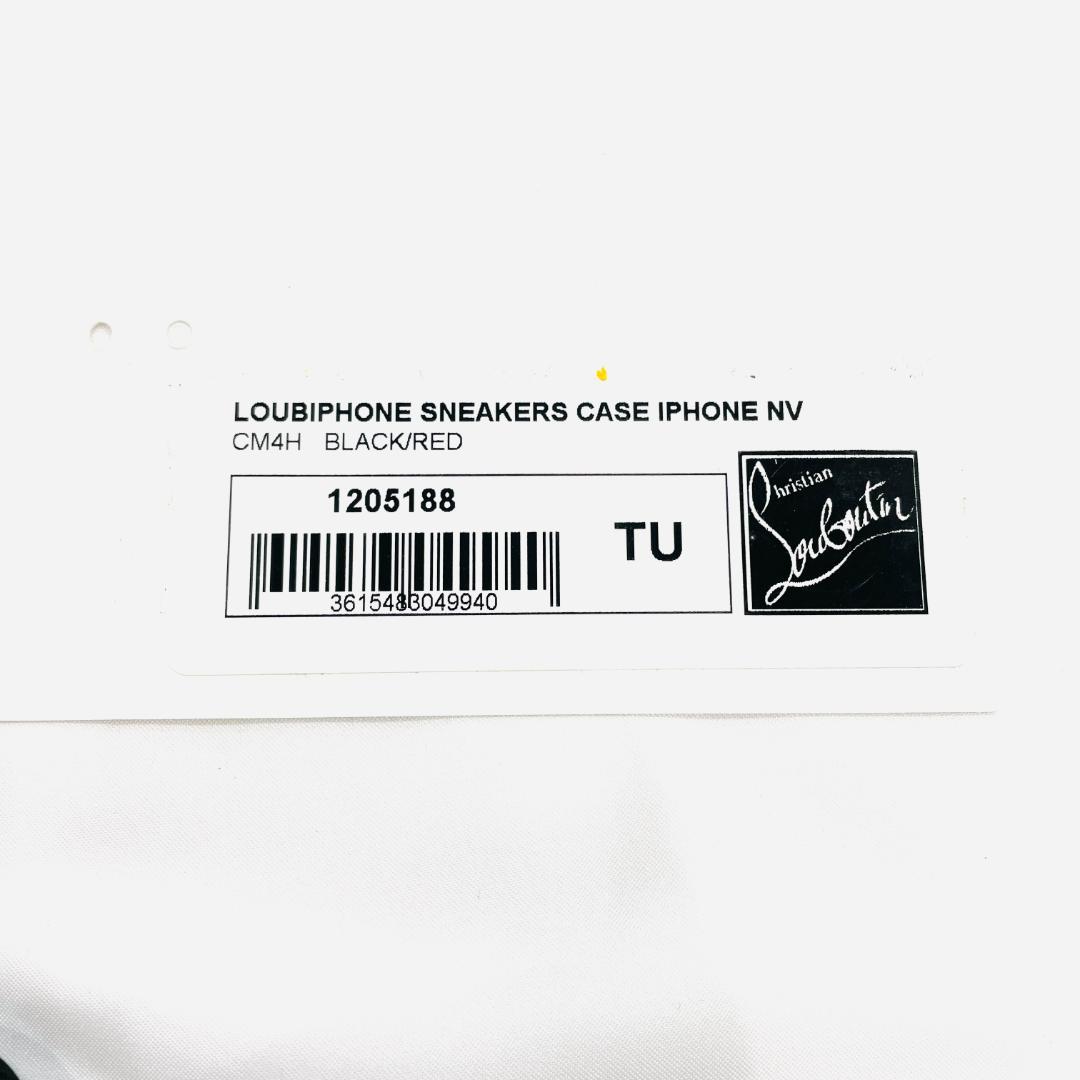 LOUBIPHONE SNEAKERS CASE IPHONE NV
CM4H BLACK/RED
1205188
TU
3615483049940
Christian
Louboutin